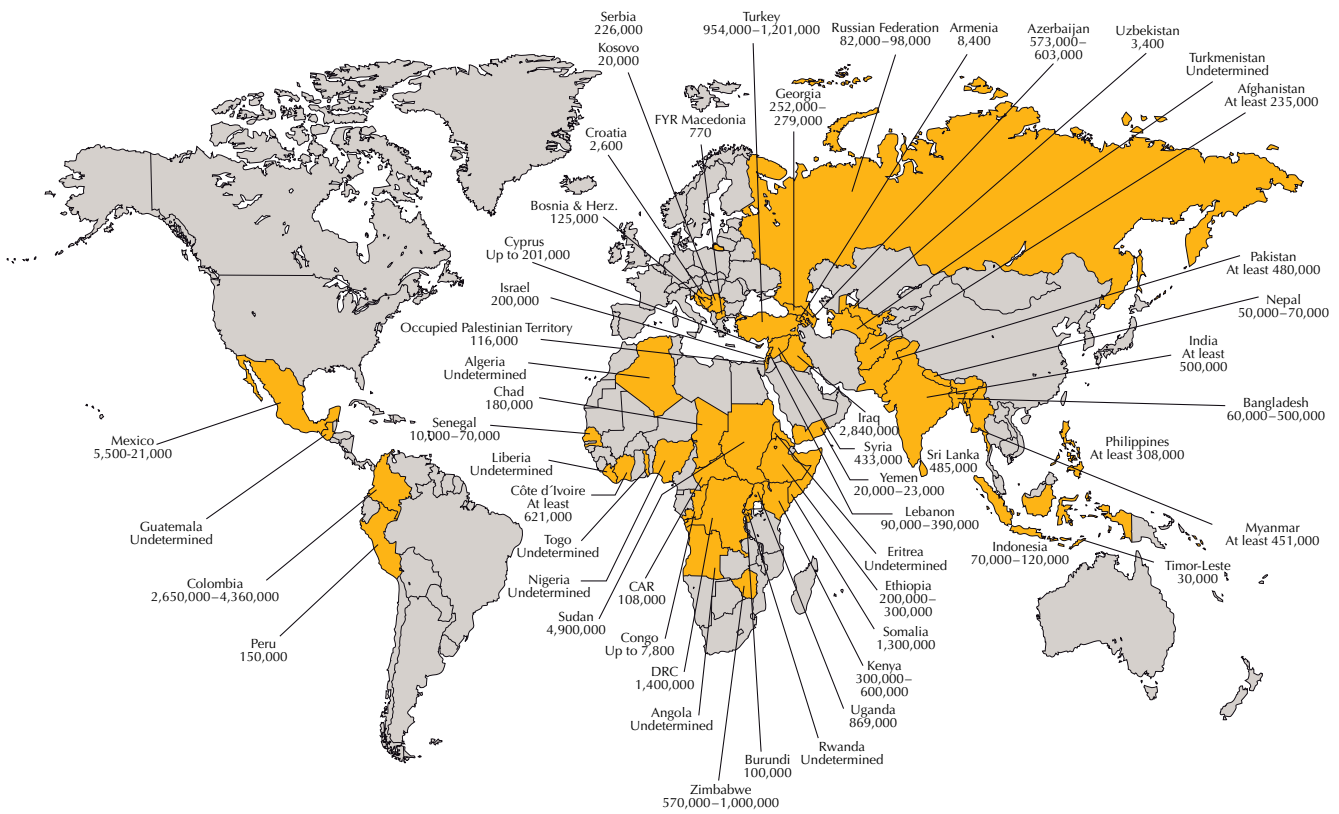 Serbia
226,000
Kosovo
20,000
Turkey
954,000–1,201,000
Russian Federation
82,000–98,000
Armenia
8,400
Azerbaijan
573,000–
603,000
Uzbekistan
3,400
Turkmenistan
Undetermined
Afghanistan
At least 235,000
Georgia
252,000–
279,000
FYR Macedonia
770
Croatia
2,600
Bosnia & Herz.
125,000
Cyprus
Up to 201,000
Israel
200,000
Occupied Palestinian Territory
116,000
Algeria
Undetermined
Chad
180,000
Senegal
10,000–70,000
Liberia
Undetermined
Côte d´Ivoire
At least
621,000
Togo
Undetermined
Nigeria
Undetermined
Sudan
4,900,000
CAR
108,000
Congo
Up to 7,800
DRC
1,400,000
Angola
Undetermined
Zimbabwe
570,000–1,000,000
Burundi
100,000
Rwanda
Undetermined
Uganda
869,000
Kenya
300,000–
600,000
Somalia
1,300,000
Ethiopia
200,000–
300,000
Eritrea
Undetermined
Lebanon
90,000–390,000
Yemen
20,000–23,000
Syria
433,000
Iraq
2,840,000
Pakistan
At least 480,000
Nepal
50,000–70,000
India
At least
500,000
Bangladesh
60,000–500,000
Philippines
At least 308,000
Sri Lanka
485,000
Myanmar
At least 451,000
Indonesia
70,000–120,000
Timor-Leste
30,000
Mexico
5,500-21,000
Guatemala
Undetermined
Colombia
2,650,000–4,360,000
Peru
150,000